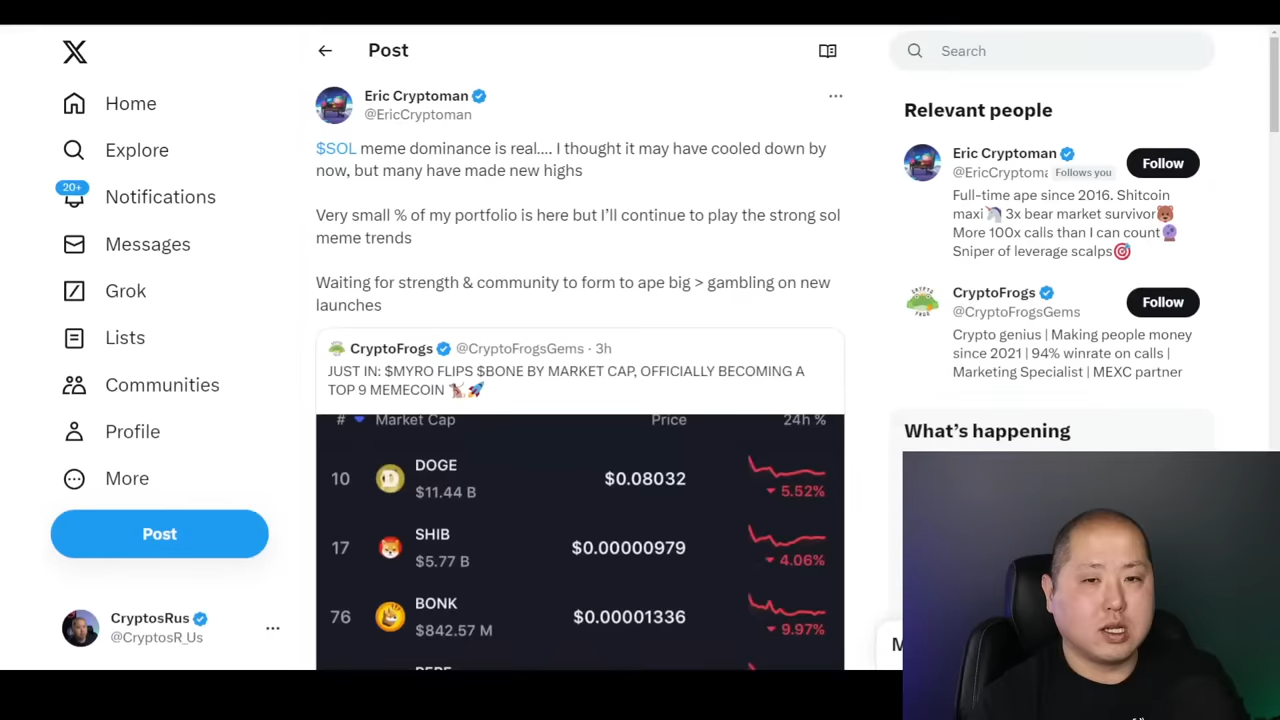 X
Home
Explore
20+
Notifications
Messages
Grok
Lists
Communities
Profile
More
Post
CryptosRus
@CryptosR_Us
Post
Eric Cryptoman
@EricCryptoman
$SOL meme dominance is real.... I thought it may have cooled down by
now, but many have made new highs
Very small % of my portfolio is here but I'll continue to play the strong sol
meme trends
Waiting for strength & community to form to ape big > gambling on new
launches
CryptoFrogs @CryptoFrogsGems · 3h
JUST IN: $MYRO FLIPS $BONE BY MARKET CAP, OFFICIALLY BECOMING A
TOP 9 MEMECOIN
# Market Cap Price 24h %
10 DOGE $0.08032
$11.44 B 5.52%
17 SHIB $0.00000979
$5.77 B 4.06%
76 BONK $0.00001336
$842.57 M 9.97%
Search
Relevant people
Eric Cryptoman
@EricCryptoma Follows you
Follow
Full-time ape since 2016. Shitcoin
maxi 3x bear market survivor
More 100x calls than I can count
Sniper of leverage scalps
CryptoFrogs
@CryptoFrogsGems
Follow
Crypto genius | Making people money
since 2021 | 94% winrate on calls |
Marketing Specialist | MEXC partner
What's happening